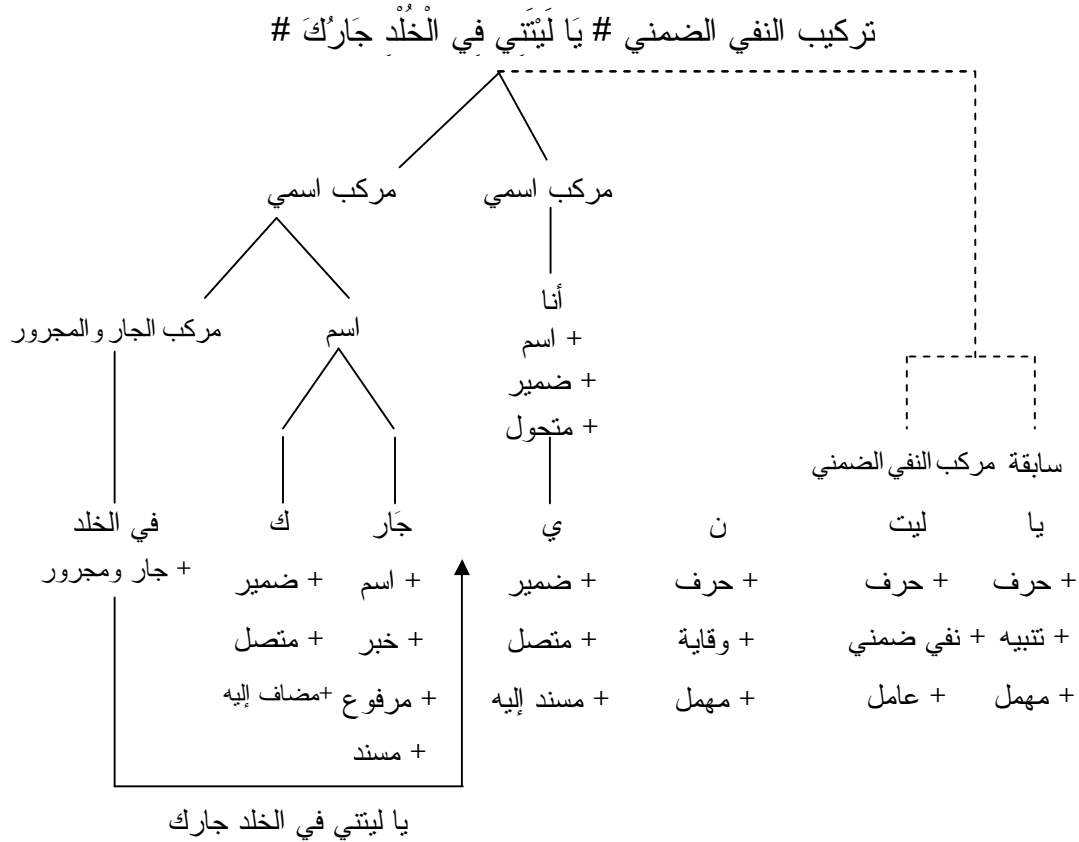 تركيب النفي الضمني # يَا لَيْتَنِي فِي الْخُلْدِ جَارُكَ #
مركب اسمي مركب اسمي
أنا
اسم مركب الجار والمجرور
+ اسم
+ ضمير
+ متحول
سابقة مركب النفي الضمني
يا ليت ن ي جَار ك في الخلد
+ حرف + حرف + حرف + ضمير + اسم + ضمير + جار ومجرور
+ تنبيه + نفي ضمني + وقاية + متصل + خبر + متصل
+ مهمل + عامل + مهمل + مسند إليه + مرفوع +مضاف إليه
+ مسند
يا ليتني في الخلد جارك